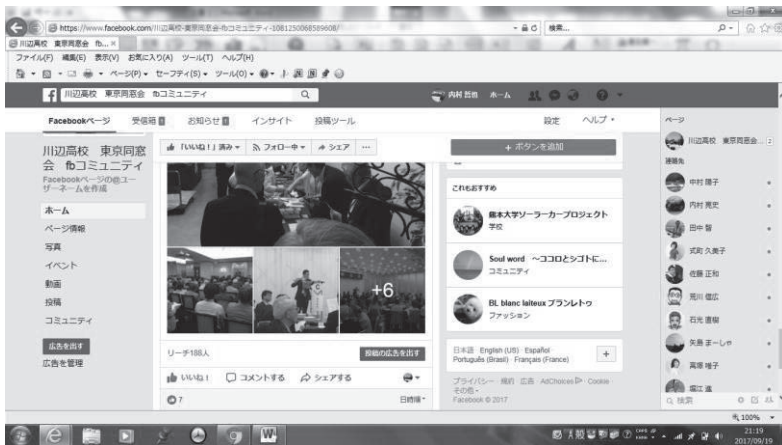 https://www.facebook.com/川辺高校-東京同窓会-fbコミュニティ-1081250068589608/
検索...
川辺高校 東京同窓会 fb...
ファイル(F) 編集(E) 表示(V) お気に入り(A) ツール(T) ヘルプ(H)
ページ(P) セーフティ(S) ツール(O)
川辺高校 東京同窓会 fbコミュニティ
内村 ホーム
Facebookページ 受信箱 お知らせ インサイト 投稿ツール 設定 ヘルプ
川辺高校 東京同窓会 fbコミュニティ
Facebookページの他ユーザーネームを作成
ホーム
ページ情報
写真
イベント
動画
投稿
コミュニティ
広告を出す
広告を管理
「いいね！」済み フォロー中 シェア ...
+ ボタンを追加
+6
リーチ188人
投稿の広告を出す
いいね！ コメントする シェアする
7
日時順
これもおすすめ
熊本大学ソーラーカープロジェクト
学校
Soul word ～ココロとシゴトに...
コミュニティ
BL blanc laiteux ブランレトゥ
ファッション
日本語 English (US) Español
Português (Brasil) Français (France)
+
プライバシー 規約 広告 AdChoices Cookie
その他
Facebook © 2017
ページ
川辺高校 東京同窓会... 2
連絡先
中村 陽子
内村 晃史
田中 智
式町 久美子
佐藤 正和
荒川 信広
石元 直樹
矢島 まーしゃ
高塚 唯子
堀江 進
検索
100%
21:19
2017/09/19